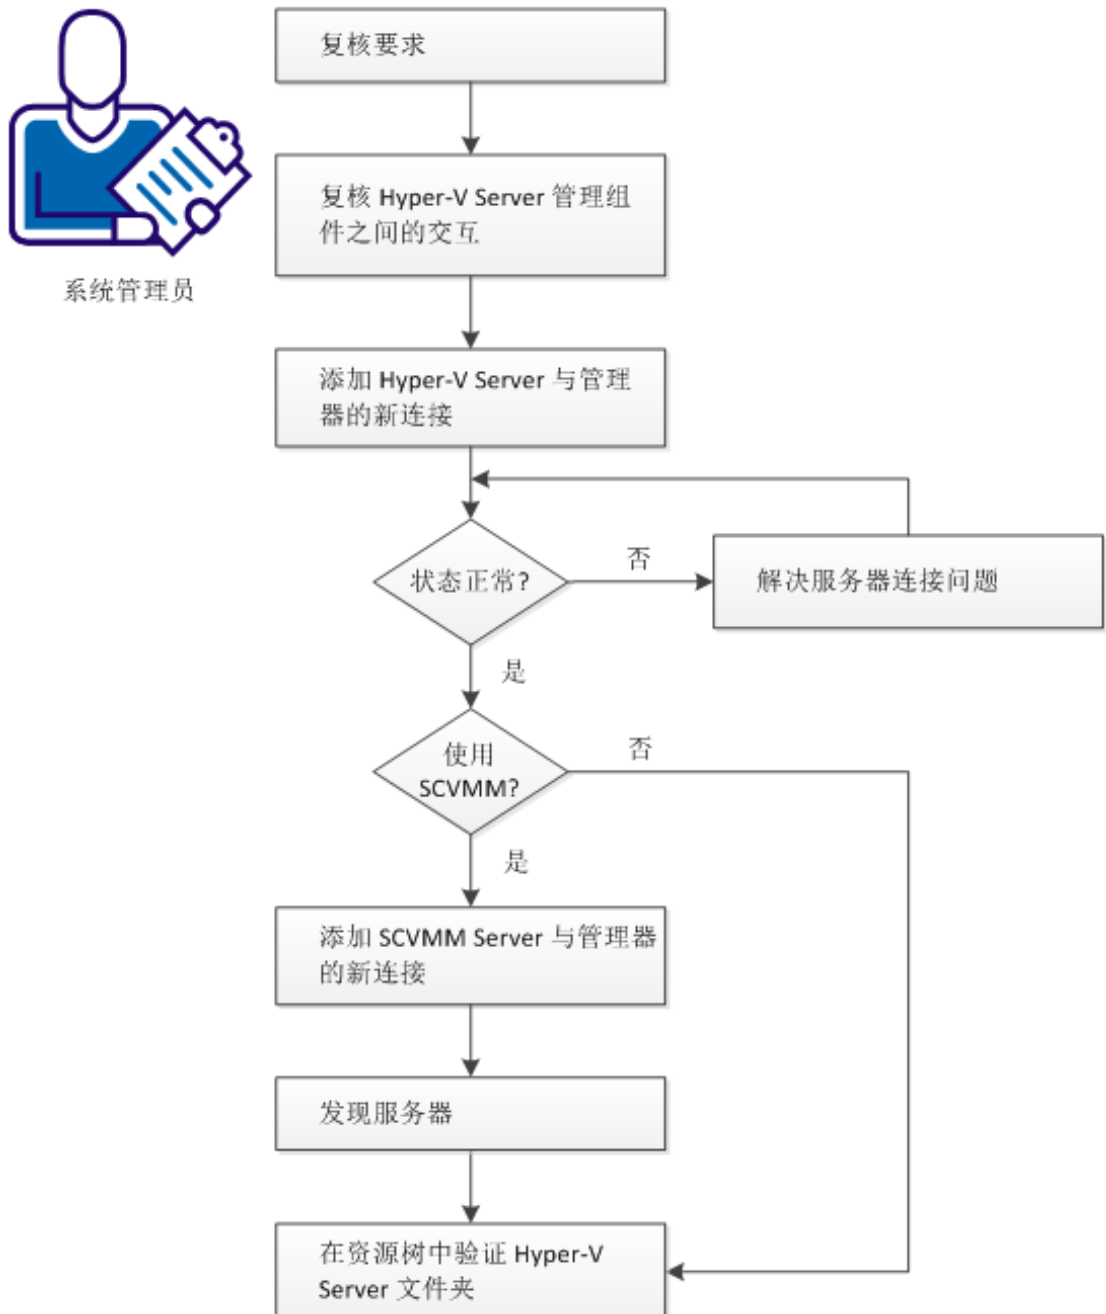 复核要求
系统管理员
复核 Hyper-V Server 管理组
件之间的交互
添加 Hyper-V Server 与管理
器的新连接
状态正常?
否
解决服务器连接问题
是
使用
SCVMM?
否
是
添加 SCVMM Server 与管理器
的新连接
发现服务器
在资源树中验证 Hyper-V
Server 文件夹